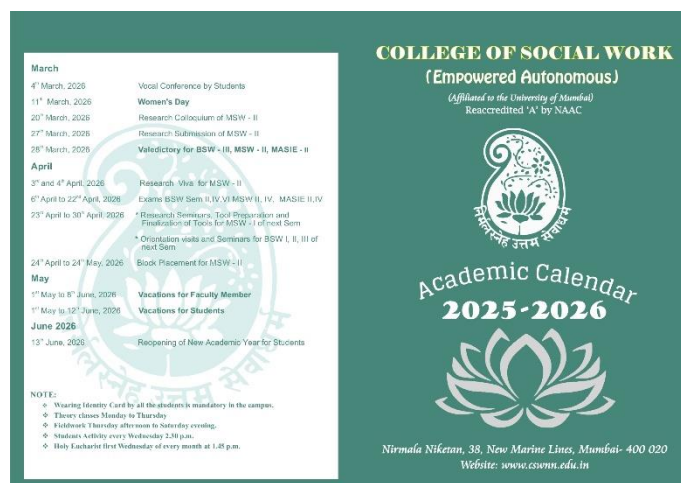 March
4th March, 2026 Vocal Conference by Students
11th March, 2026 Women's Day
20th March, 2026 Research Colloquium of MSW - II
27th March, 2026 Research Submission of MSW - II
28th March, 2026 Valedictory for BSW - III, MSW - II, MASIE - II
April
3rd and 4th April, 2026 Research Viva for MSW - II
6th April to 22nd April, 2026 Exams BSW Sem II,IV,VI MSW II, IV, MASIE II,IV
23rd April to 30th April, 2026 * Research Seminars, Tool Preparation and
Finalization of Tools for MSW - I of next Sem
* Orientation visits and Seminars for BSW I, II, III of
next Sem
24th April to 24th May, 2026 Block Placement for MSW - II
May
1st May to 8th June, 2026 Vacations for Faculty Member
1st May to 12th June, 2026 Vacations for Students
June 2026
13th June, 2026 Reopening of New Academic Year for Students
NOTE:
❖ Wearing Identity Card by all the students is mandatory in the campus.
❖ Theory classes Monday to Thursday
❖ Fieldwork Thursday afternoon to Saturday evening.
❖ Students Activity every Wednesday 2.30 p.m.
❖ Holy Eucharist first Wednesday of every month at 1.45 p.m.
COLLEGE OF SOCIAL WORK
(Empowered Autonomous)
(Affiliated to the University of Mumbai)
Reaccredited 'A' by NAAC
निमलस्नेह उत्तम सेवाधम
Academic Calendar
2025-2026
Nirmala Niketan, 38, New Marine Lines, Mumbai- 400 020
Website: www.cswnn.edu.in